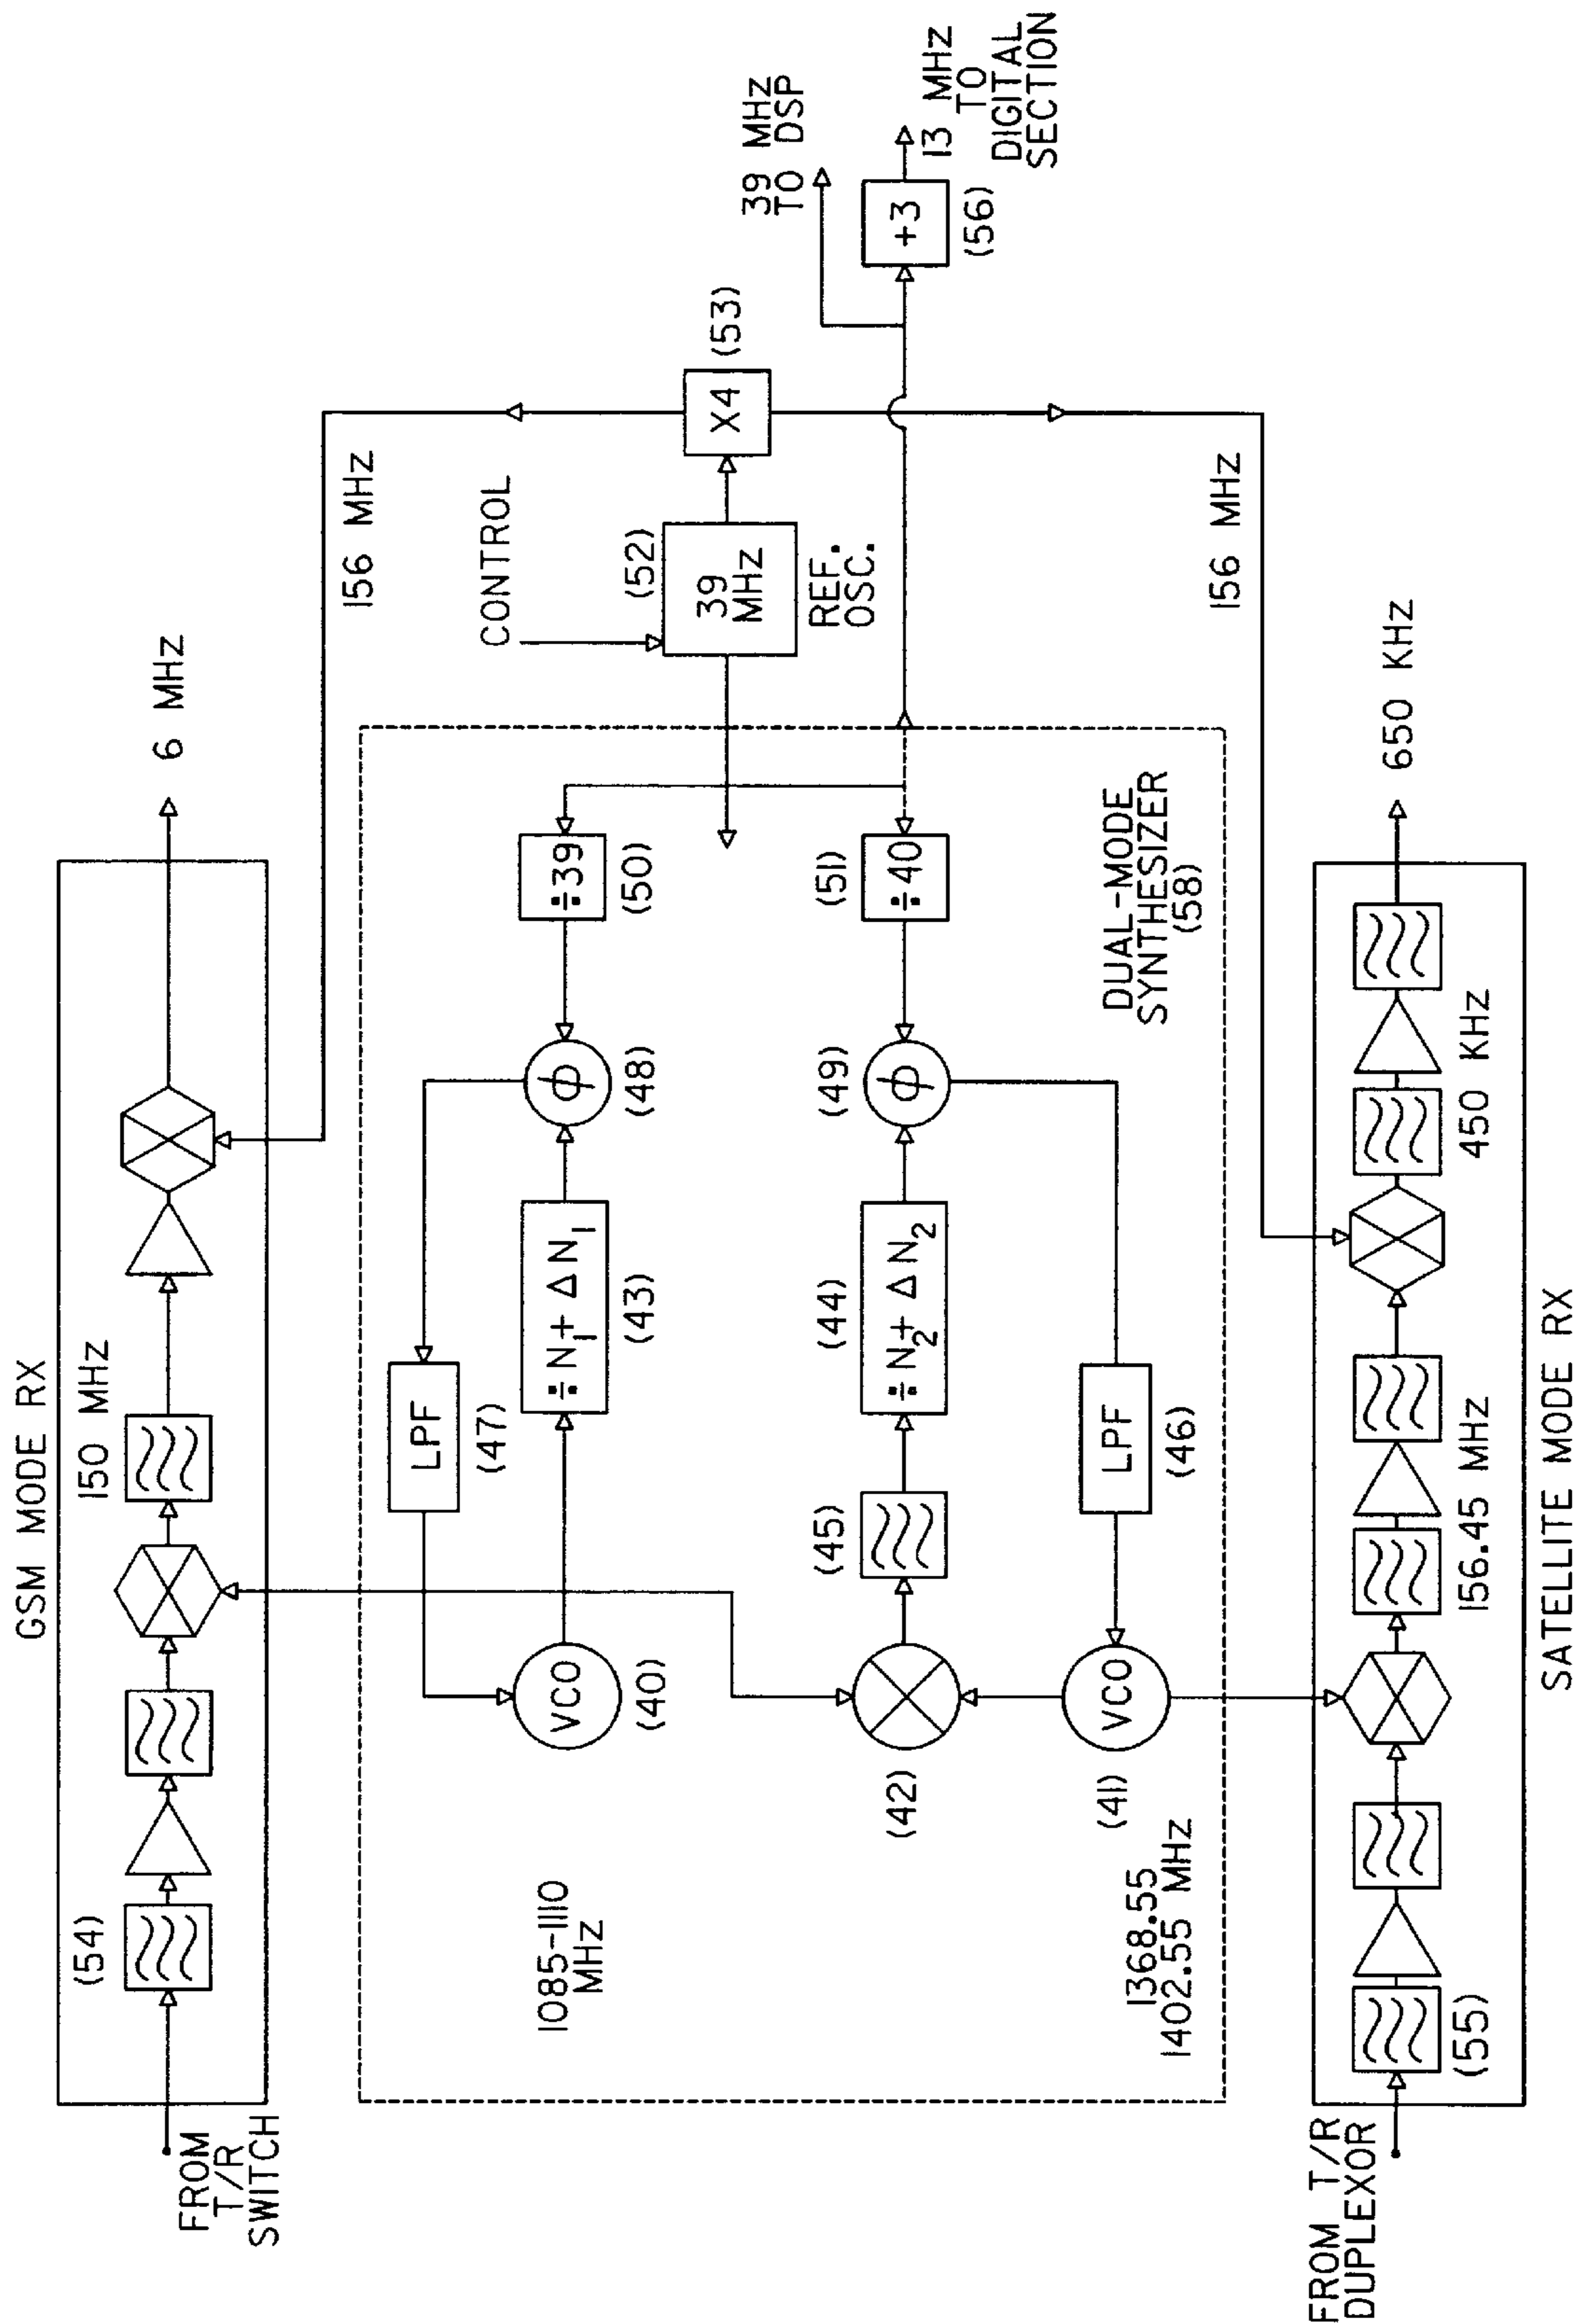 GSM MODE RX
FROM
T/R
SWITCH
(54)
150 MHz
6 MHz
156 MHz
1085-1110
MHz
VCO
(40)
LPF
(47)
÷N1+ ΔN1
(43)
ϕ
(48)
÷39
(50)
CONTROL
(52)
39
MHz
REF.
OSC.
X4
(53)
39 MHz
TO DSP
+3
(56)
13 MHz
TO
DIGITAL
SECTION
(42)
(45)
÷N2+ ΔN2
(44)
ϕ
(49)
÷40
(51)
1368.55
1402.55 MHz
VCO
(41)
LPF
(46)
DUAL-MODE
SYNTHESIZER
(58)
156 MHz
FROM T/R
DUPLEXOR
(55)
156.45 MHz
450 KHz
650 KHz
SATELLITE MODE RX